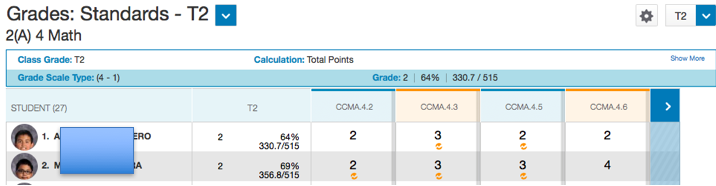 Grades: Standards - T2
T2
2(A) 4 Math
Class Grade: T2 Calculation: Total Points Show More
Grade Scale Type: (4 - 1) Grade: 2 | 64% | 330.7 / 515
STUDENT (27) T2 CCMA.4.2 CCMA.4.3 CCMA.4.5 CCMA.4.6
1. A ERO 2 64% 2 3 2 2
330.7/515
2. M RA 2 69% 2 3 3 4
356.8/515